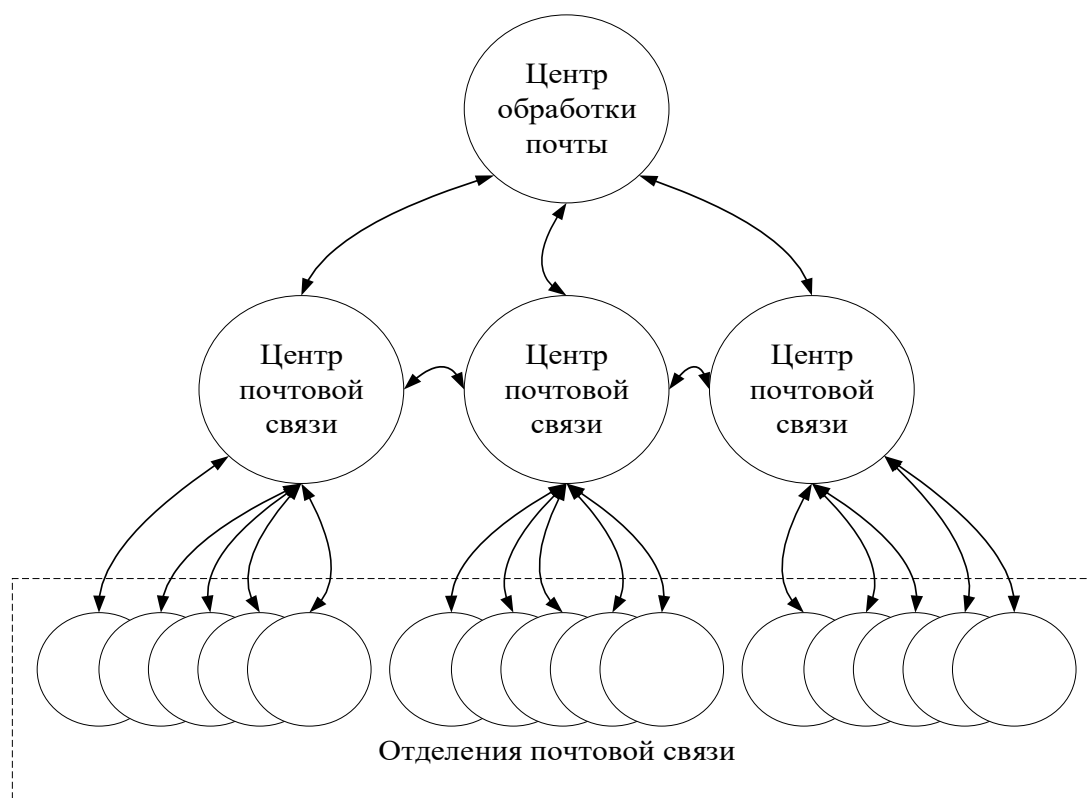 Центр
обработки
почты
Центр
почтовой
связи
Центр
почтовой
связи
Центр
почтовой
связи
Отделения почтовой связи